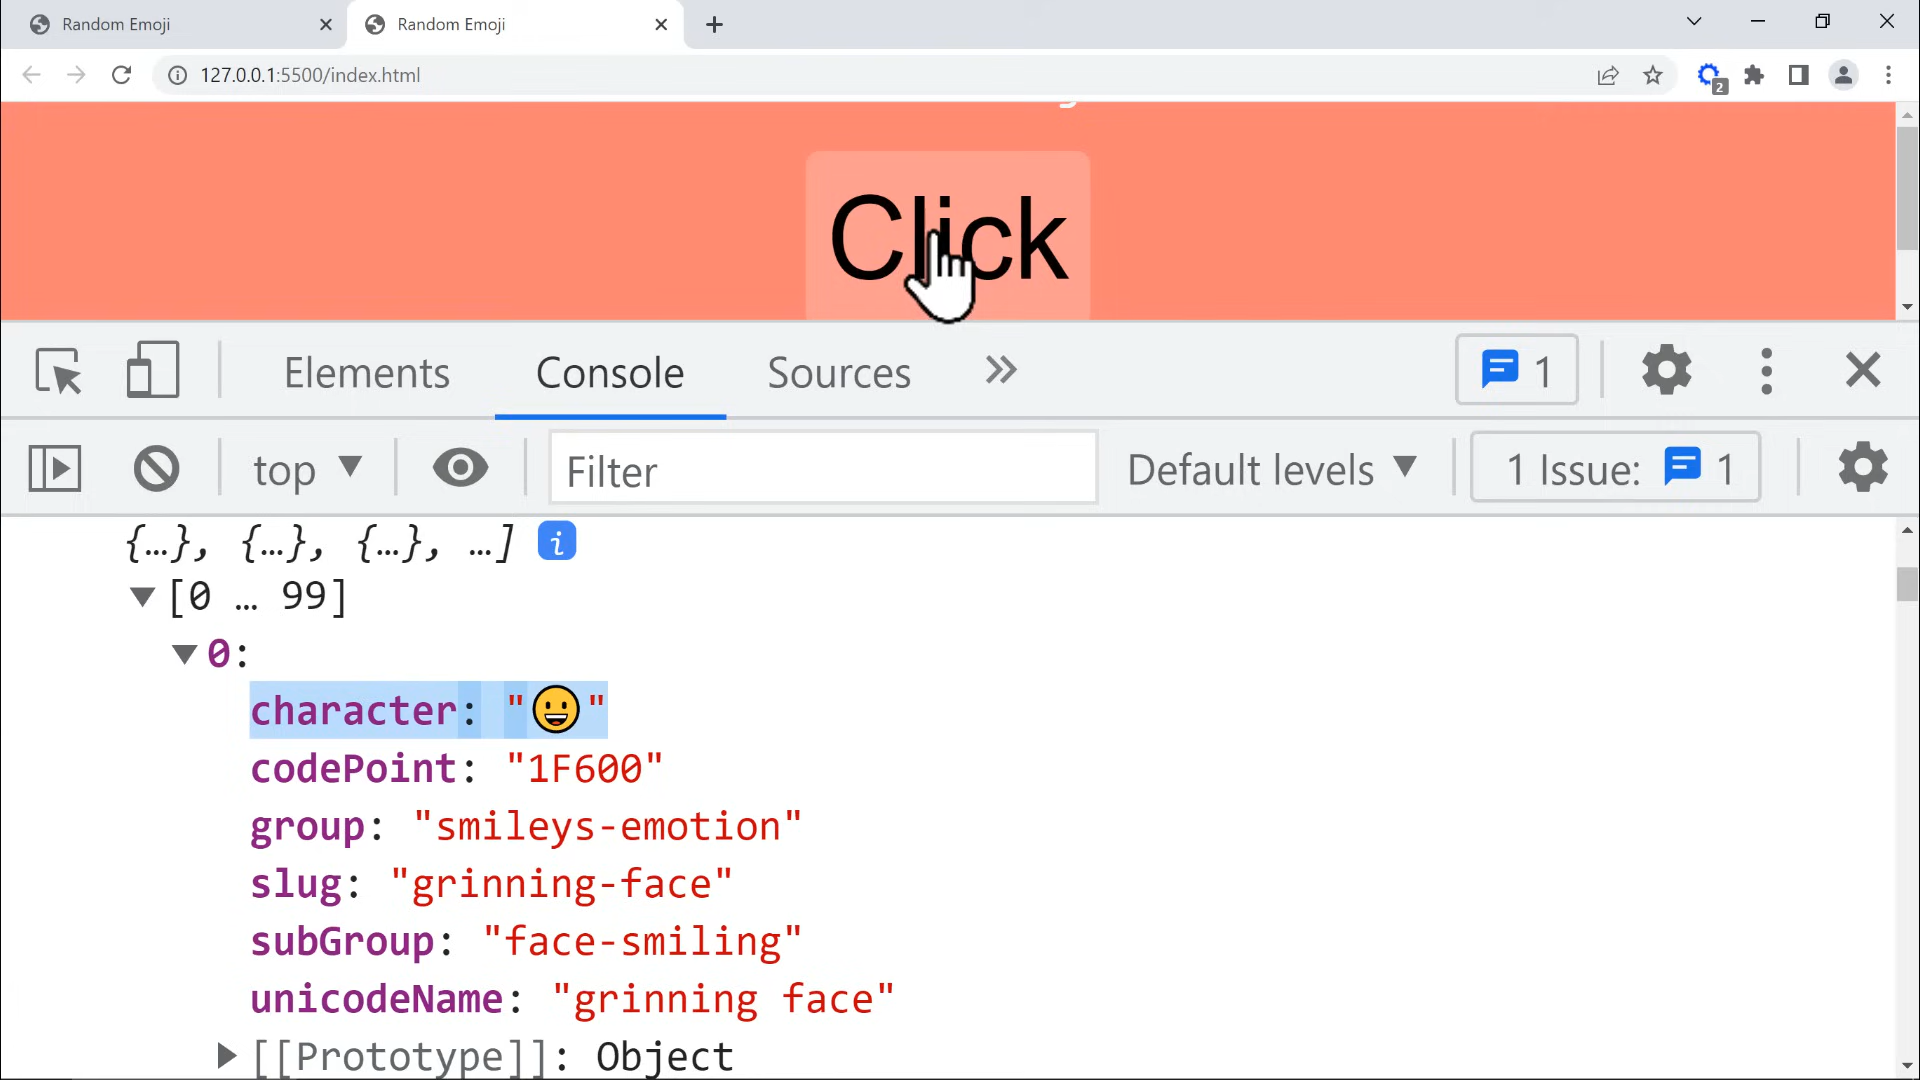 Random Emoji
Random Emoji
127.0.0.1:5500/index.html
2
Click
Elements Console Sources
1
top
Filter
Default levels
1 Issue: 1
{…}, {…}, {…}, …] i
[0 … 99]
0:
character: "😀"
codePoint: "1F600"
group: "smileys-emotion"
slug: "grinning-face"
subGroup: "face-smiling"
unicodeName: "grinning face"
[[Prototype]]: Object